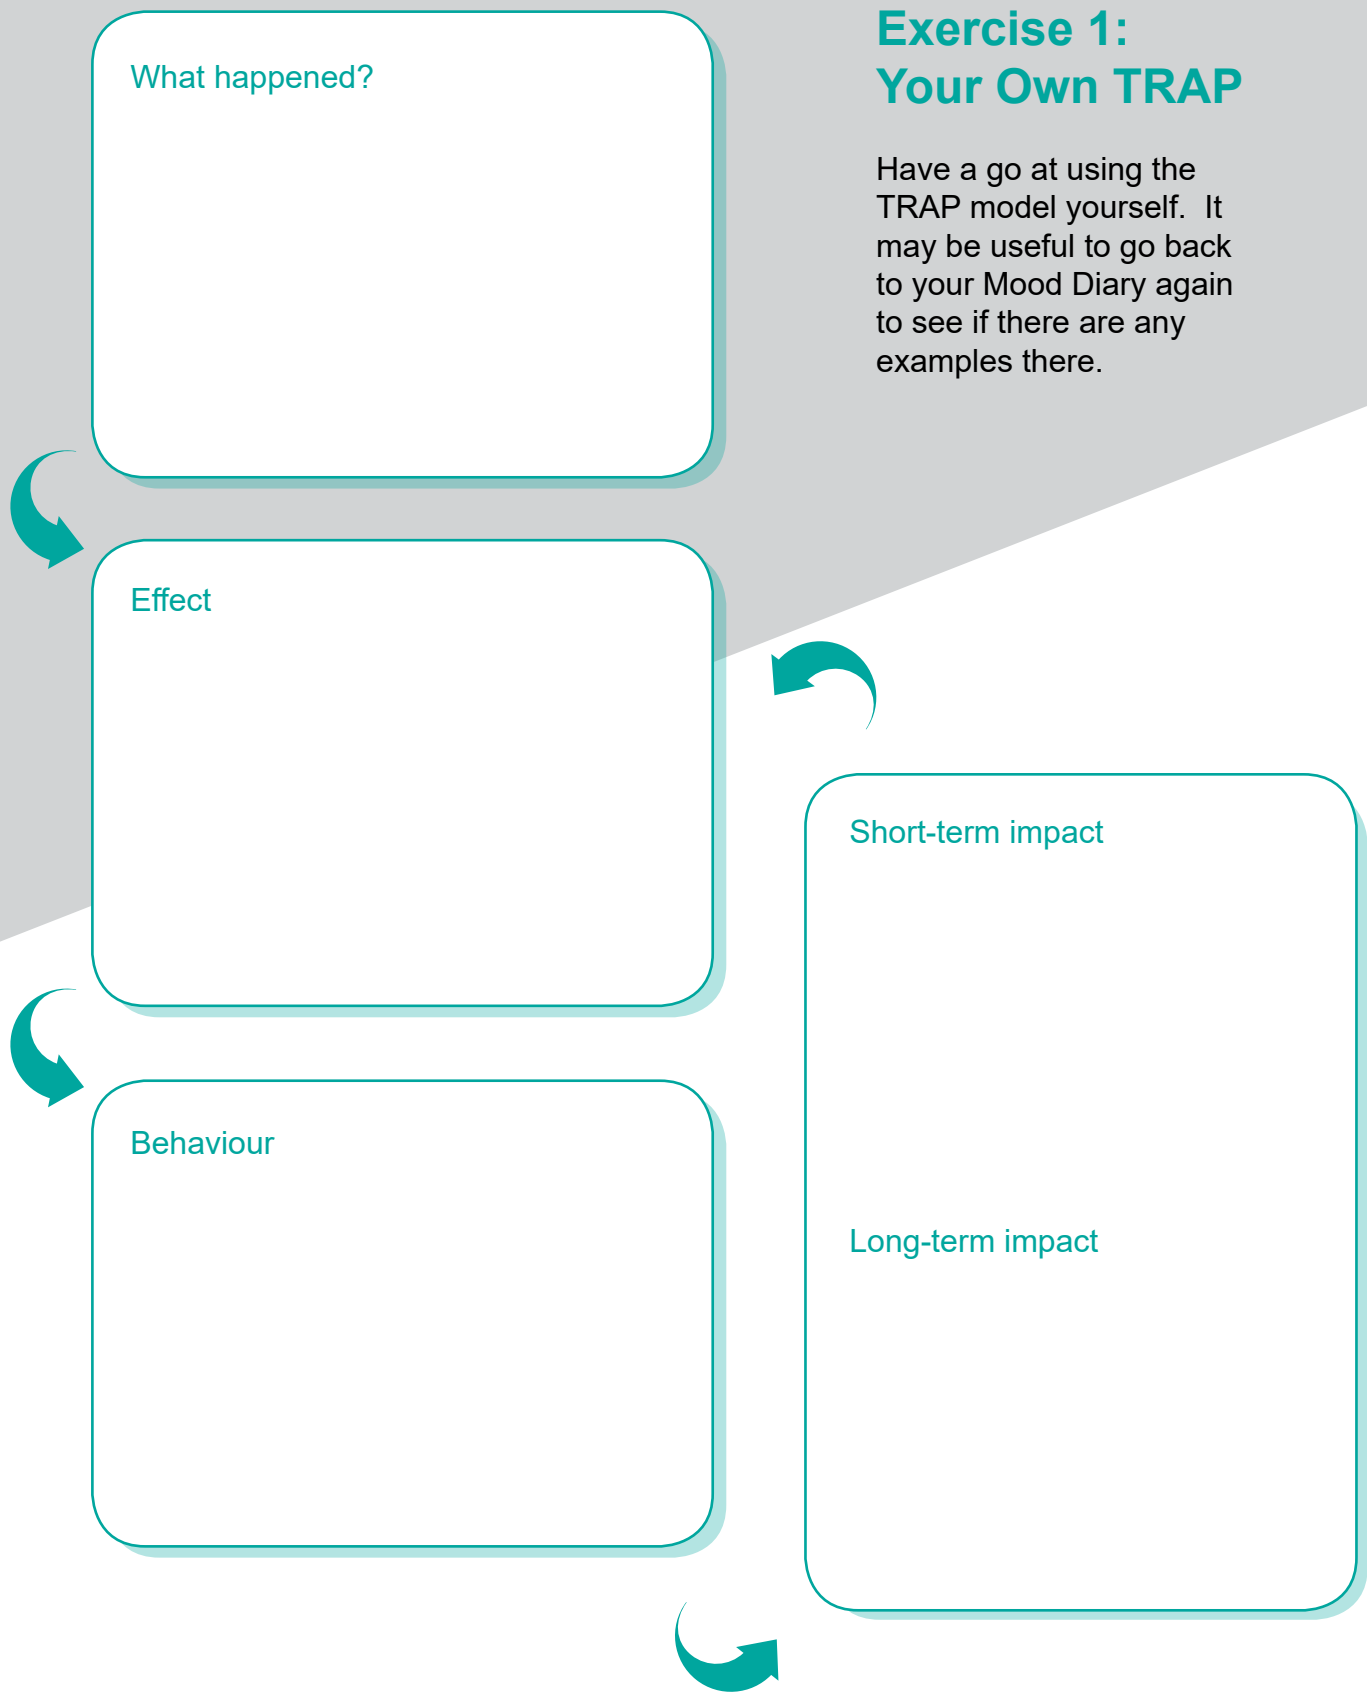 Exercise 1:
Your Own TRAP
Have a go at using the
TRAP model yourself.  It
may be useful to go back
to your Mood Diary again
to see if there are any
examples there.
What happened?
Effect
Behaviour
Short-term impact
Long-term impact